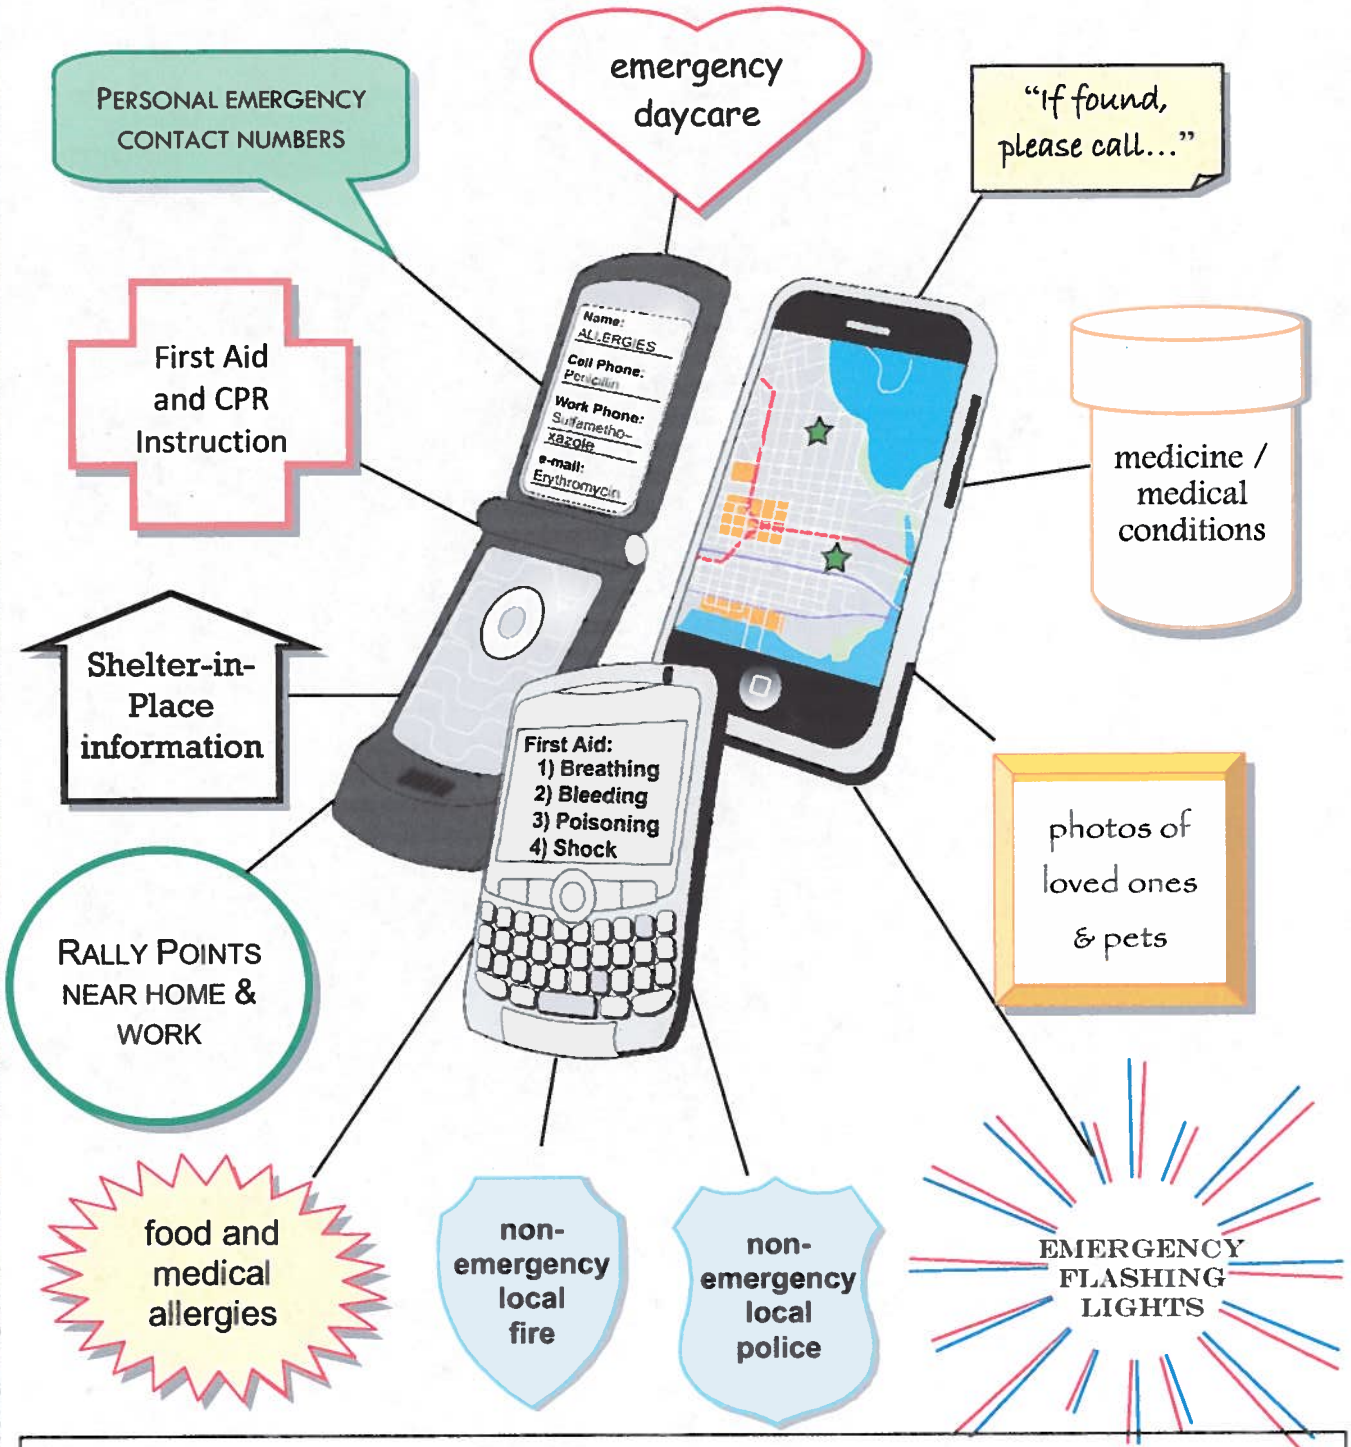 emergency
daycare
PERSONAL EMERGENCY
CONTACT NUMBERS
"If found,
please call..."
First Aid
and CPR
Instruction
Name:
ALLERGIES
Cell Phone:
Penicillin
Work Phone:
Sulfametho-
xazole
e-mail:
Erythromycin
medicine /
medical
conditions
Shelter-in-
Place
information
First Aid:
1) Breathing
2) Bleeding
3) Poisoning
4) Shock
photos of
loved ones
& pets
RALLY POINTS
NEAR HOME &
WORK
food and
medical
allergies
non-
emergency
local
fire
non-
emergency
local
police
EMERGENCY
FLASHING
LIGHTS